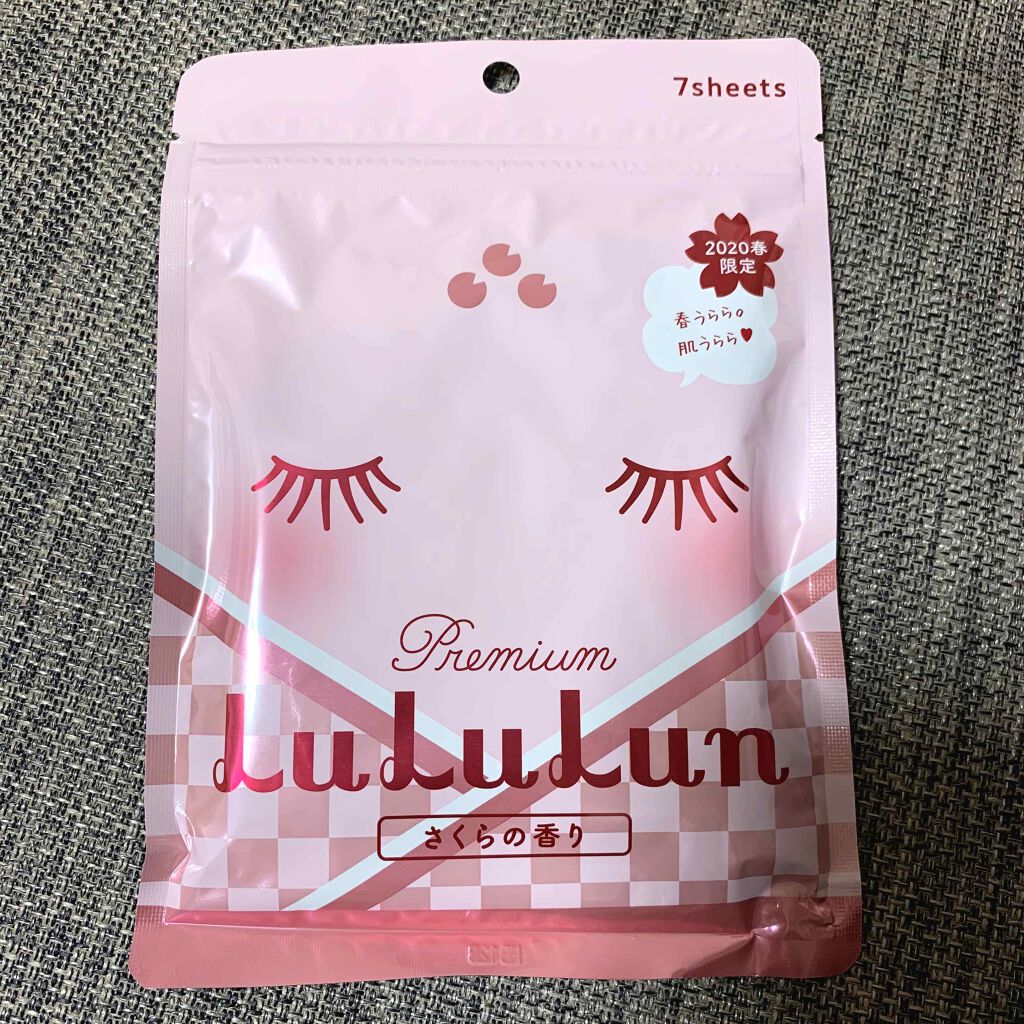 7sheets
2020春
限定
春うらら。
肌うらら♥
Premium
LuLuLun
さくらの香り